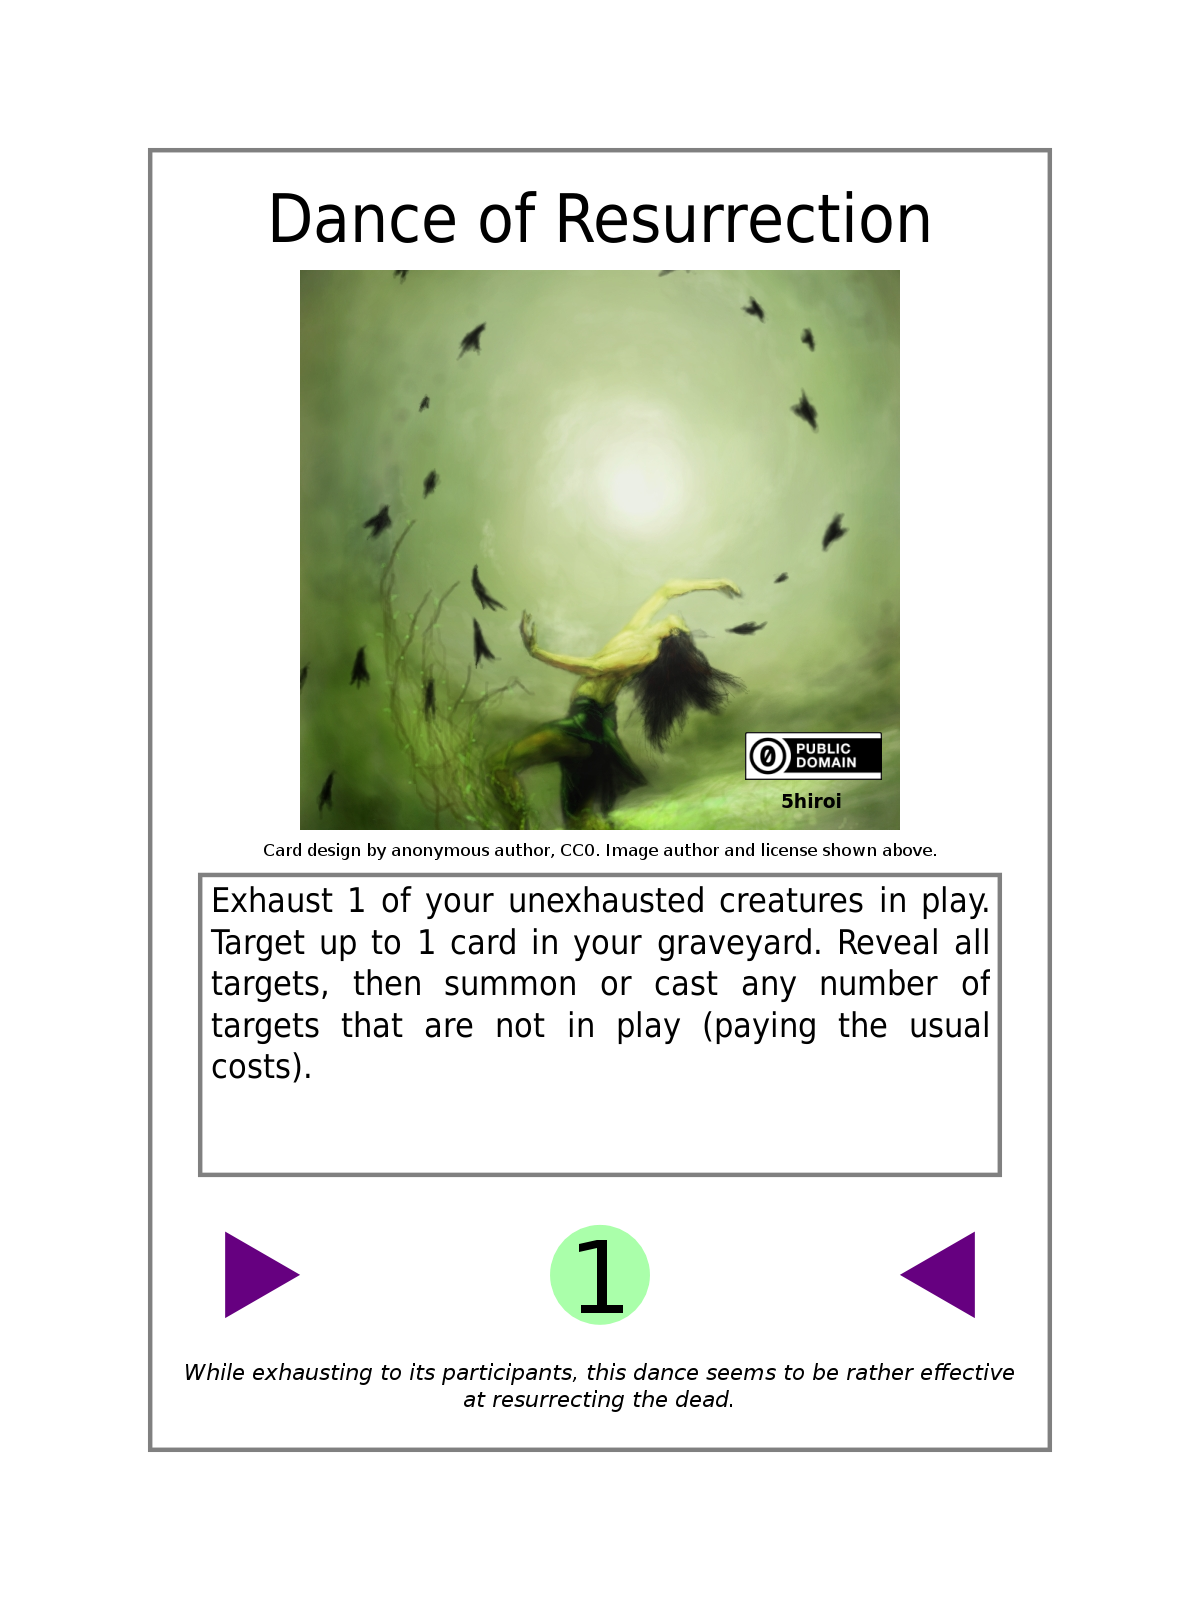 Dance of Resurrection
0 PUBLIC
DOMAIN
5hiroi
Card design by anonymous author, CC0. Image author and license shown above.
Exhaust 1 of your unexhausted creatures in play.
Target up to 1 card in your graveyard. Reveal all
targets, then summon or cast any number of
targets that are not in play (paying the usual
costs).
1
While exhausting to its participants, this dance seems to be rather effective
at resurrecting the dead.